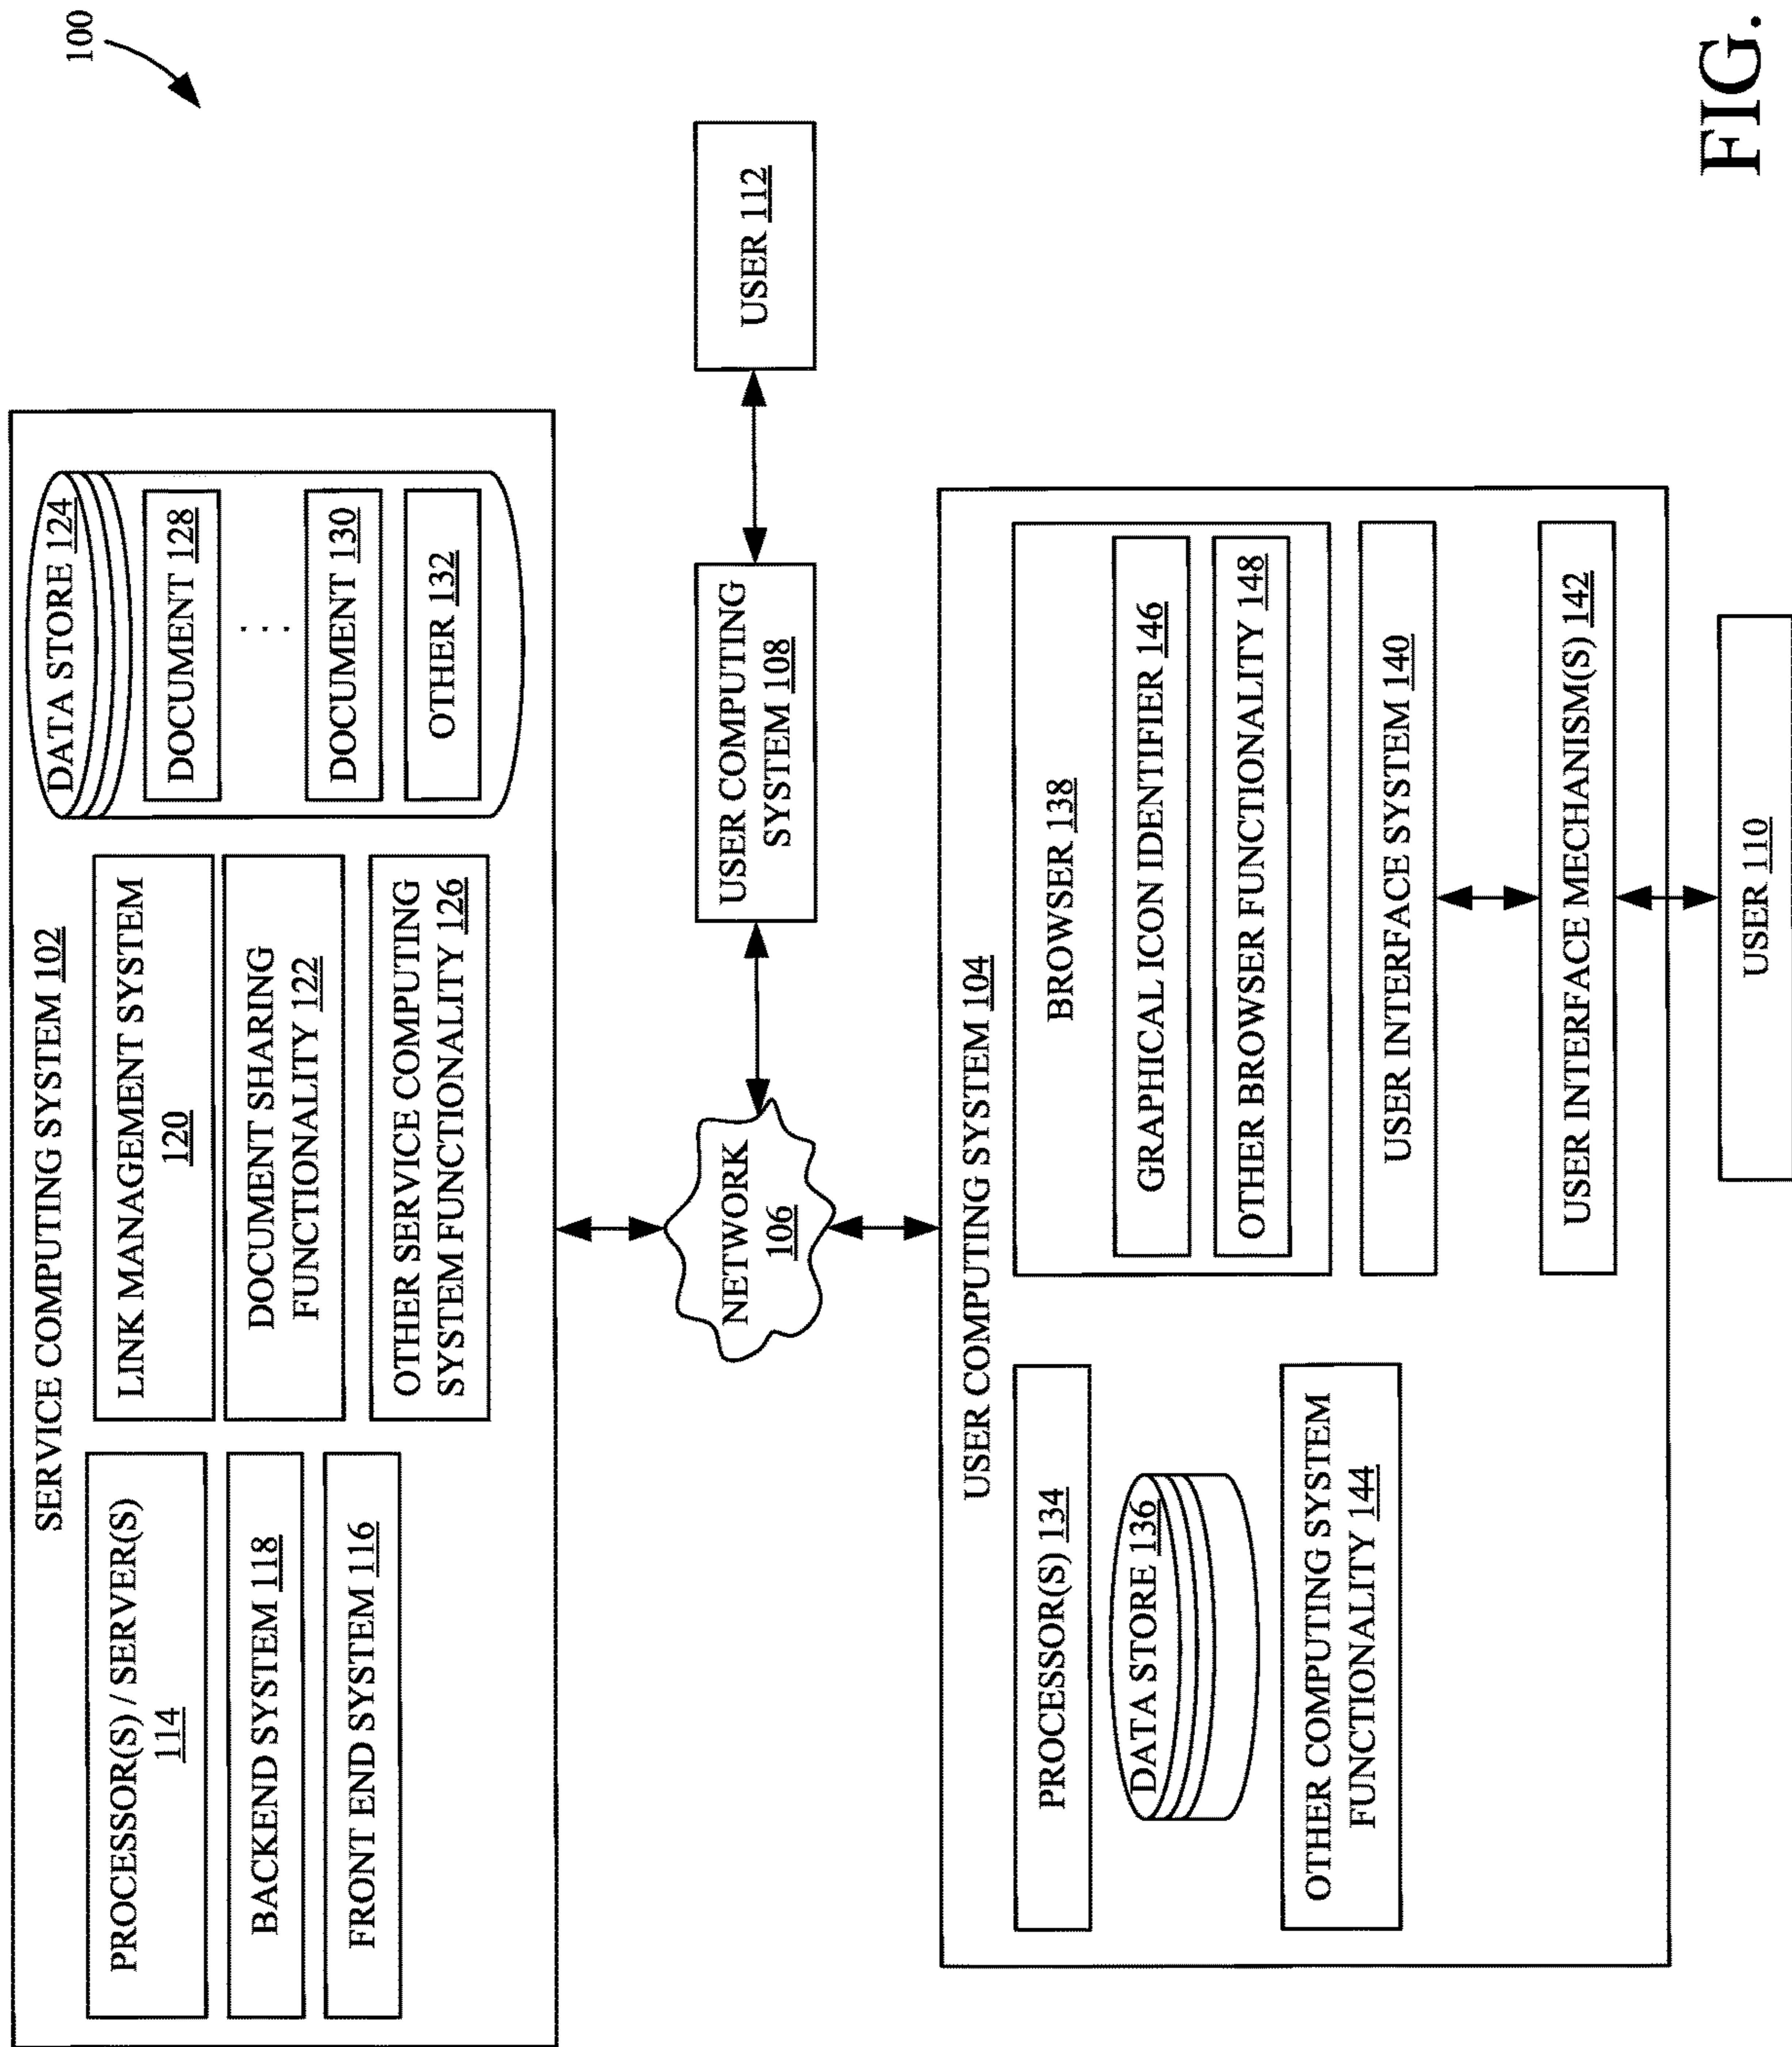 100
SERVICE COMPUTING SYSTEM 102
PROCESSOR(S) / SERVER(S)
114
BACKEND SYSTEM 118
FRONT END SYSTEM 116
LINK MANAGEMENT SYSTEM
120
DOCUMENT SHARING
FUNCTIONALITY 122
OTHER SERVICE COMPUTING
SYSTEM FUNCTIONALITY 126
DATA STORE 124
DOCUMENT 128
. . .
DOCUMENT 130
OTHER 132
NETWORK
106
USER COMPUTING
SYSTEM 108
USER 112
USER COMPUTING SYSTEM 104
PROCESSOR(S) 134
DATA STORE 136
OTHER COMPUTING SYSTEM
FUNCTIONALITY 144
BROWSER 138
GRAPHICAL ICON IDENTIFIER 146
OTHER BROWSER FUNCTIONALITY 148
USER INTERFACE SYSTEM 140
USER INTERFACE MECHANISM(S) 142
USER 110
FIG.